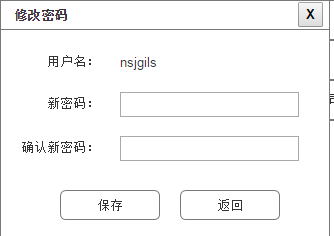 修改密码 X
用户名： nsjgils
新密码：
确认新密码：
保存 返回